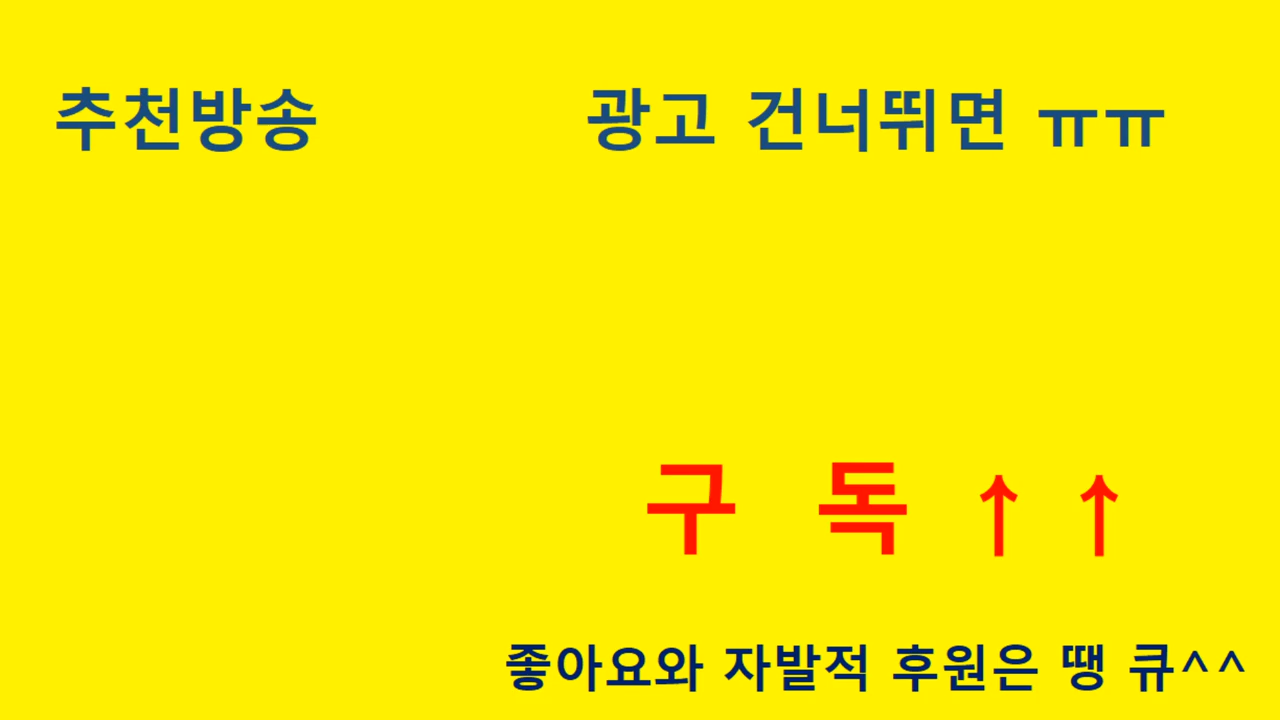 추천방송
광고 건너뛰면 ㅠㅠ
구 독 ↑ ↑
좋아요와 자발적 후원은 땡 큐^^